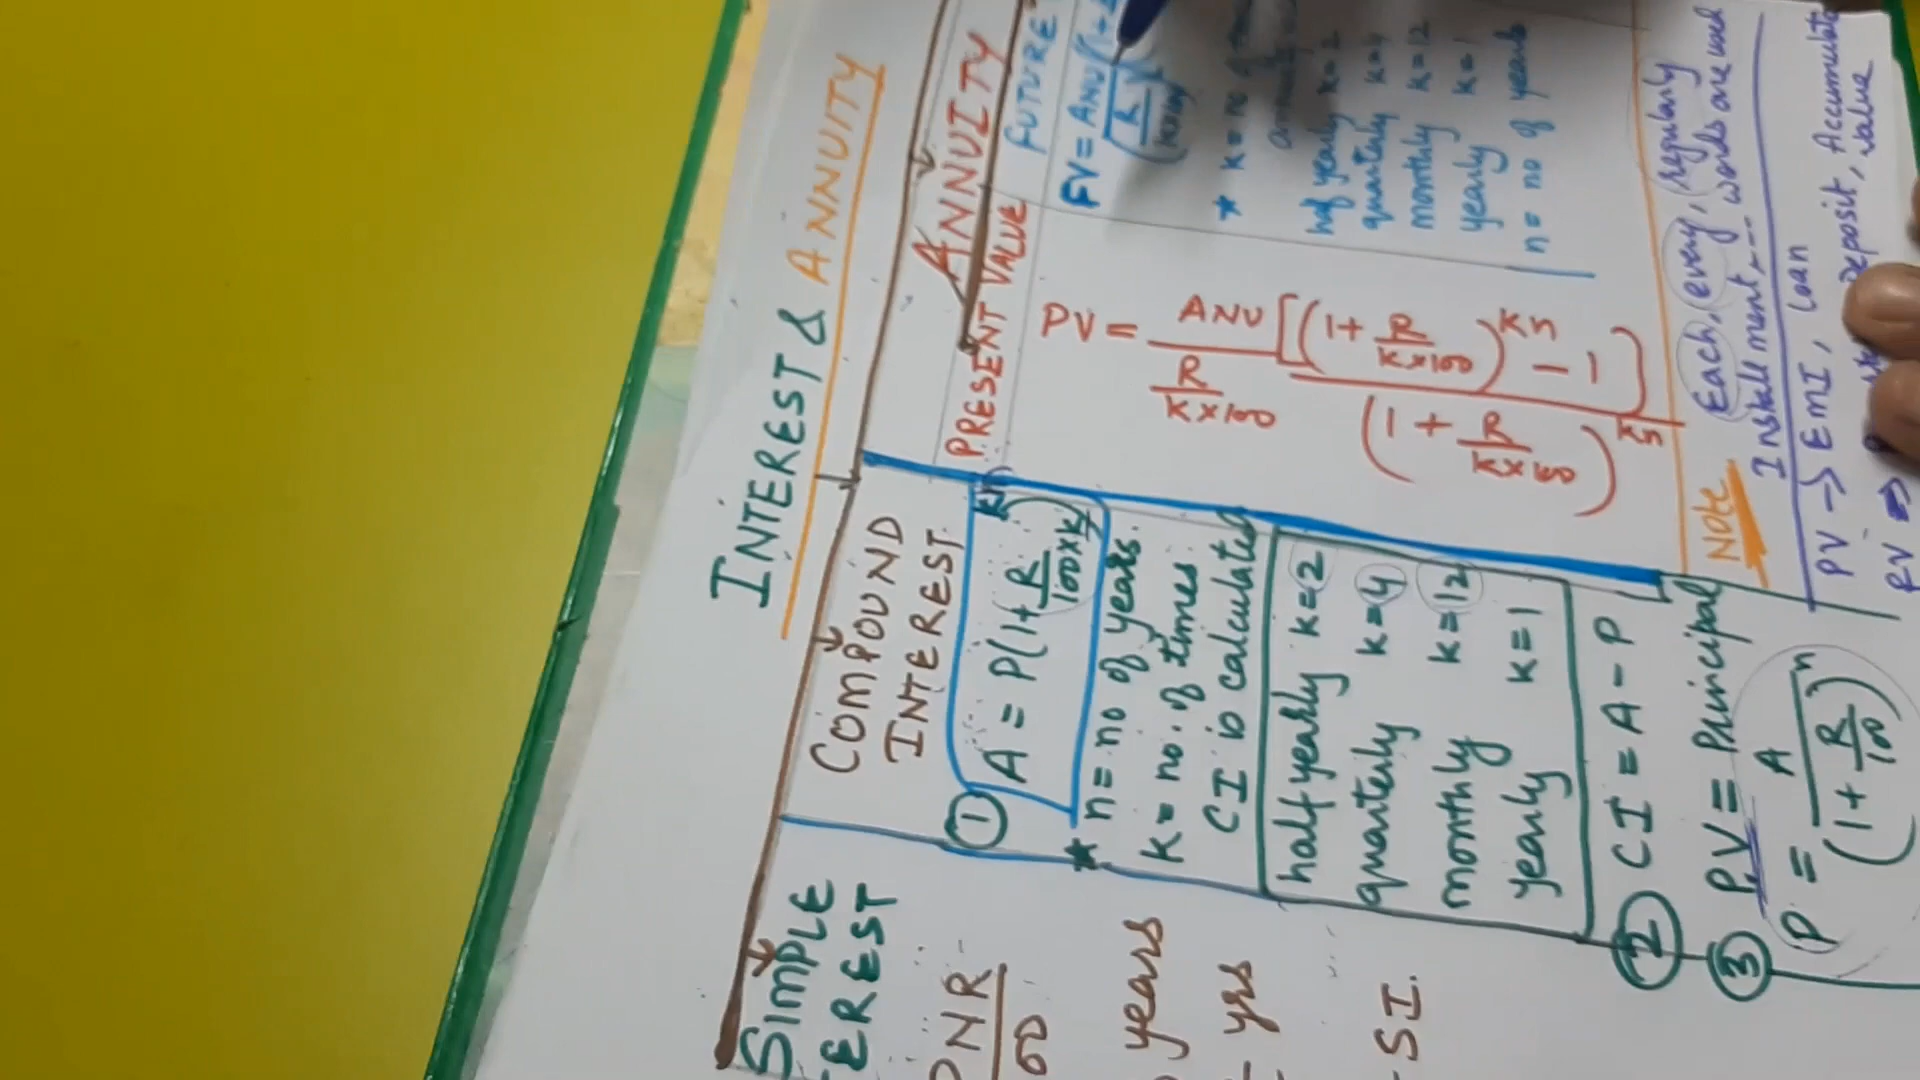 INTEREST & ANNUITY
SIMPLE
EREST
PNR
years
yrs
SI.
COMPOUND
INTEREST
① A = P(1 + R/100×K)^kn
* n = no of years.
K = no. of times
CI is calculated
half yearly K=2
quarterly K=4
monthly K=12
yearly K=1
② CI = A - P
③ P.V = Principal
P = A/(1 + R/100)^n
ANNUITY
PRESENT VALUE
PV = ANU/(R/K×100) [((1 + R/K×100)^Kn - 1)/(1 + R/K×100)^Kn]
FUTURE
FV = ANU
R
* K = no of
half yearly K=2
quarterly K=4
monthly K=12
yearly K=1
n = no of years
Note Each, every, regularly
Installment,--- words are used
PV → EMI, Loan
FV ⇒ Deposit, Accumulate
value